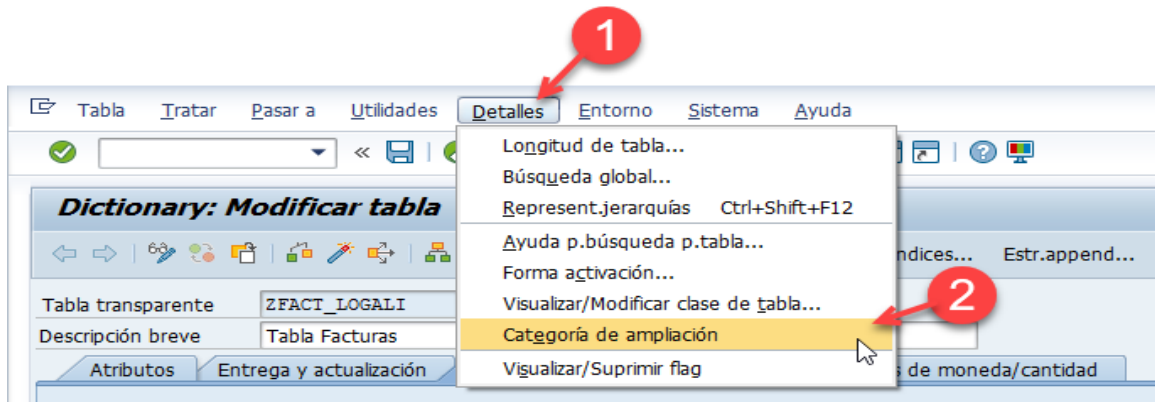 1
Tabla Tratar Pasar a Utilidades Detalles Entorno Sistema Ayuda
Longitud de tabla...
Búsqueda global...
Dictionary: Modificar tabla
Represent.jerarquías Ctrl+Shift+F12
Ayuda p.búsqueda p.tabla...
Estr.append...
Forma activación...
Tabla transparente ZFACT_LOGALI
Visualizar/Modificar clase de tabla...
2
Descripción breve Tabla Facturas
Categoría de ampliación
Atributos Entrega y actualización
Visualizar/Suprimir flag
de moneda/cantidad